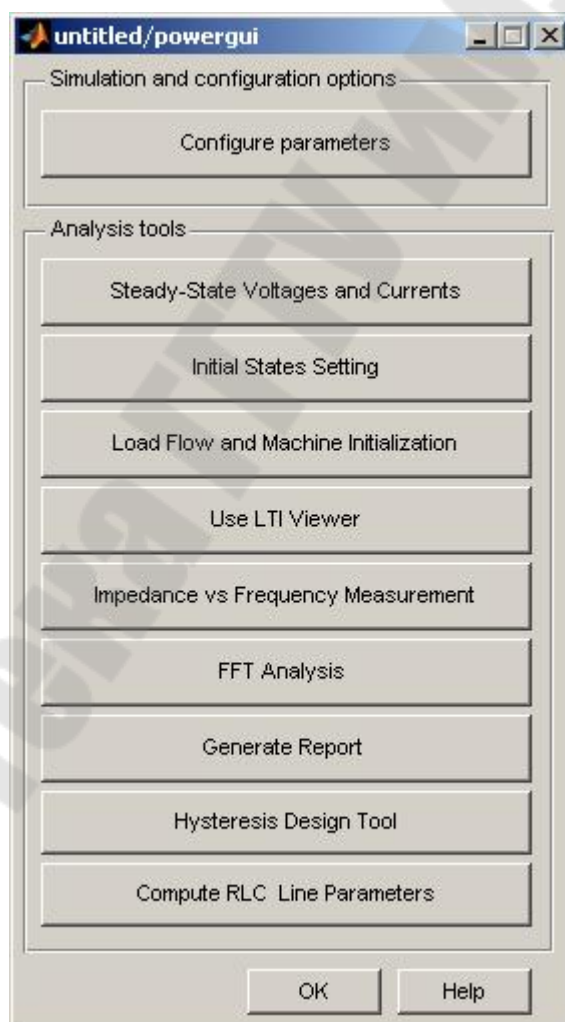 untitled/powergui
Simulation and configuration options
Configure parameters
Analysis tools
Steady-State Voltages and Currents
Initial States Setting
Load Flow and Machine Initialization
Use LTI Viewer
Impedance vs Frequency Measurement
FFT Analysis
Generate Report
Hysteresis Design Tool
Compute RLC Line Parameters
OK
Help